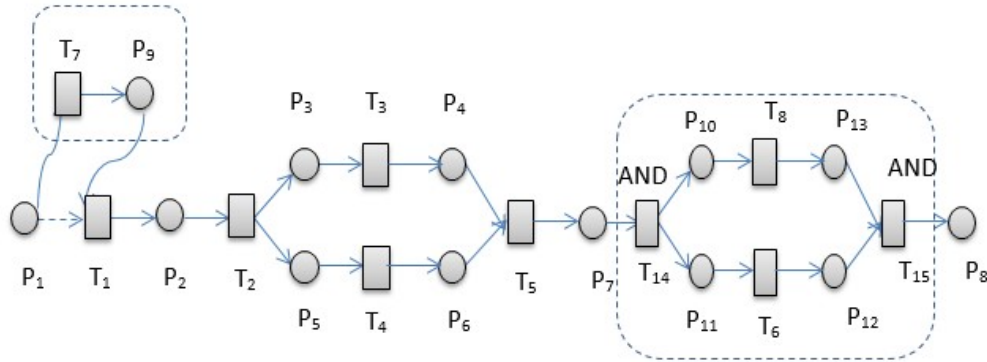 T7 P9
P3 T3 P4
P10 T8 P13
AND AND
P1 T1 P2 T2 T5 P7 T14 T15 P8
P5 T4 P6
P11 T6 P12